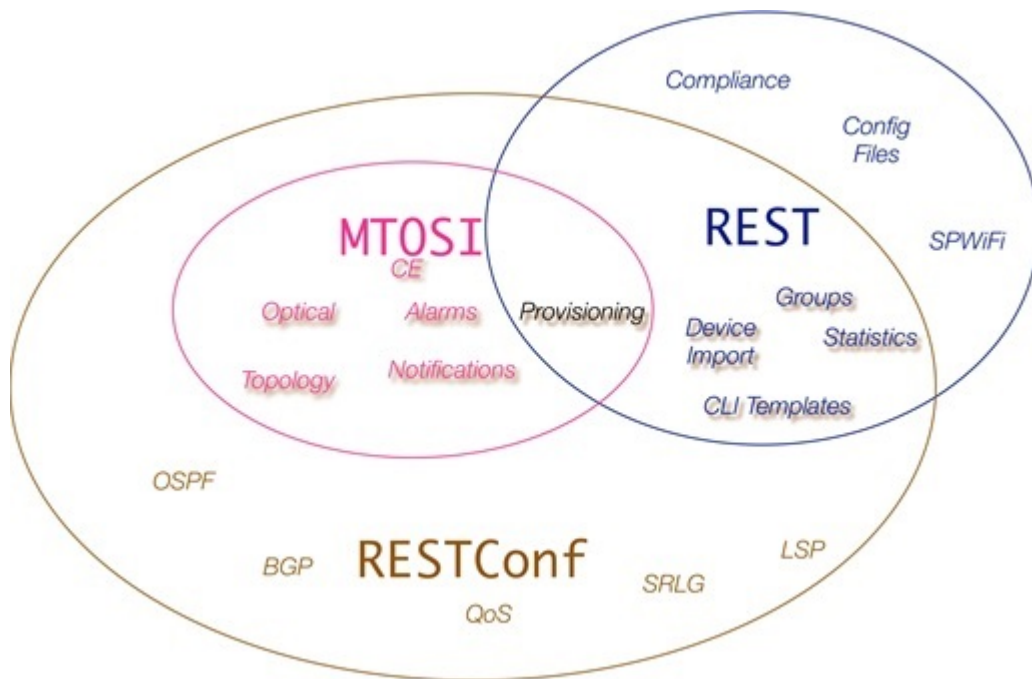 Compliance
Config
Files
MTOSI
REST
SPWiFi
CE
Optical
Alarms
Provisioning
Groups
Device
Import
Statistics
Topology
Notifications
CLI Templates
OSPF
BGP
RESTConf
QoS
SRLG
LSP